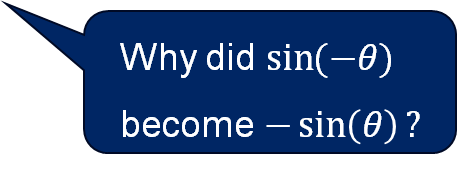 Why did sin(−θ)
become − sin(θ) ?